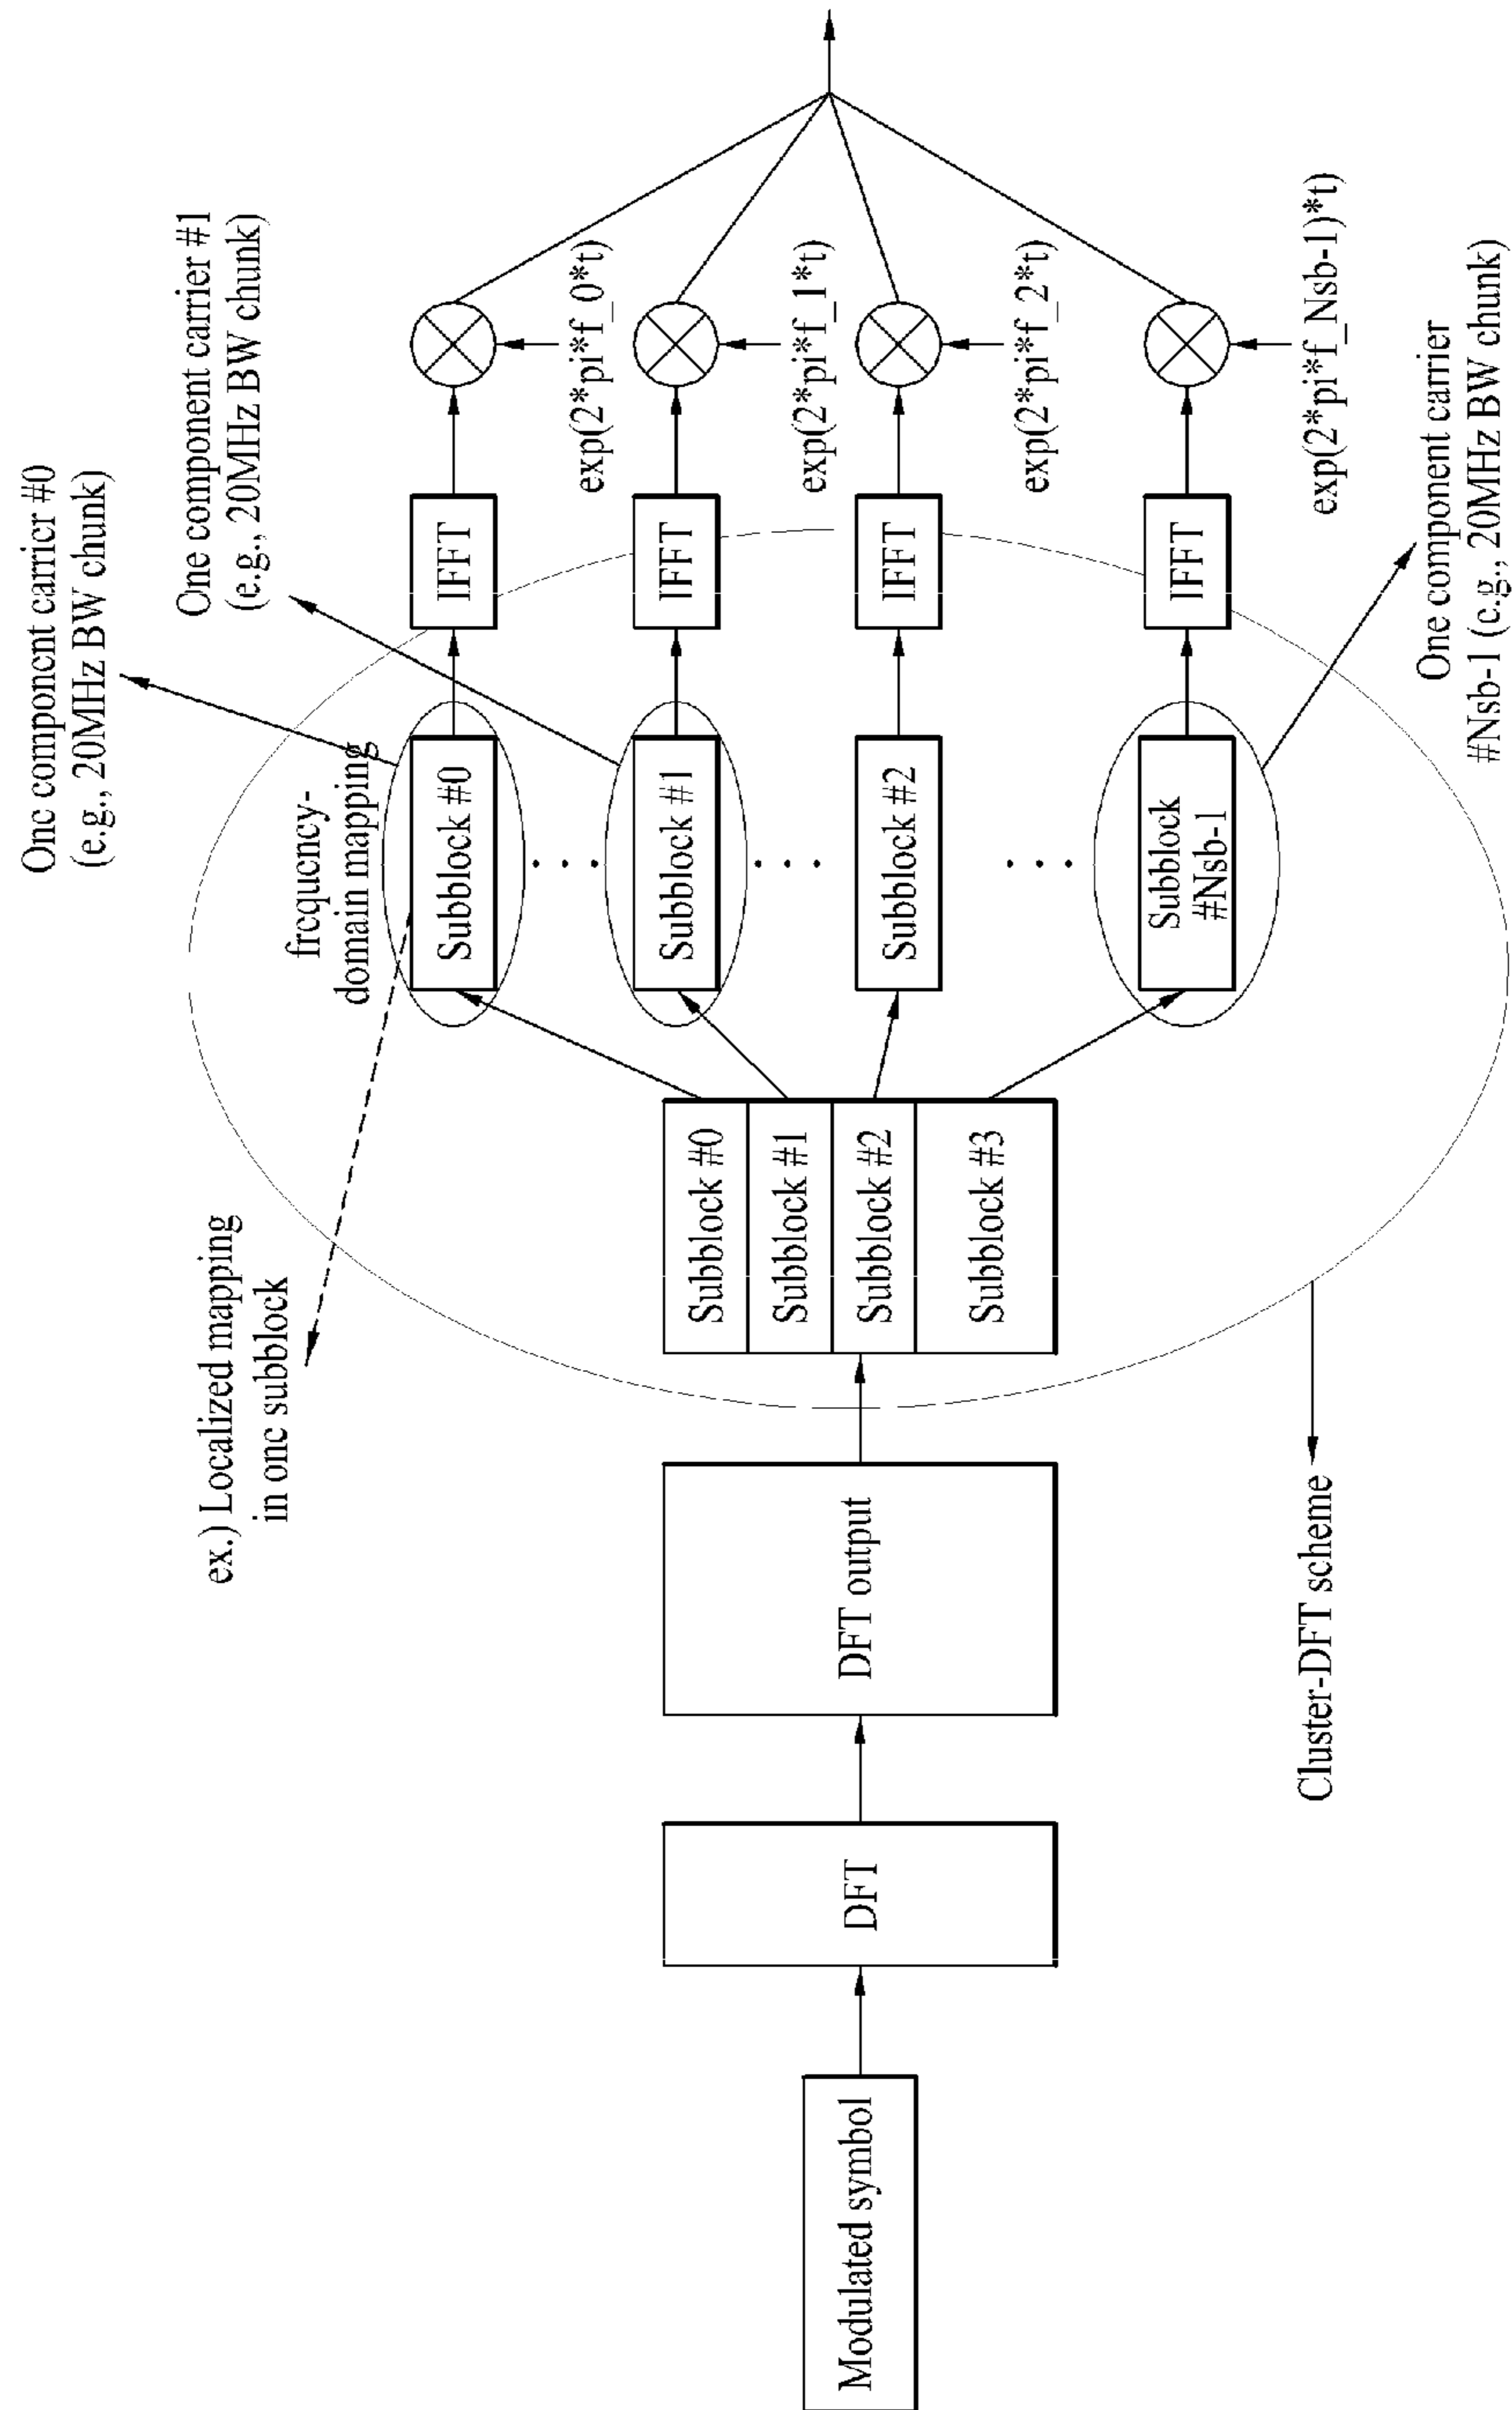 Modulated symbol
DFT
DFT output
Subblock #0
Subblock #1
Subblock #2
Subblock #3
Cluster-DFT scheme
ex.) Localized mapping
in one subblock
frequency-
domain mapping
Subblock #0
Subblock #1
Subblock #2
Subblock
#Nsb-1
One component carrier #0
(e.g., 20MHz BW chunk)
One component carrier #1
(e.g., 20MHz BW chunk)
One component carrier
#Nsb-1 (e.g., 20MHz BW chunk)
IFFT
IFFT
IFFT
IFFT
exp(2*pi*f_0*t)
exp(2*pi*f_1*t)
exp(2*pi*f_2*t)
exp(2*pi*f_Nsb-1)*t)